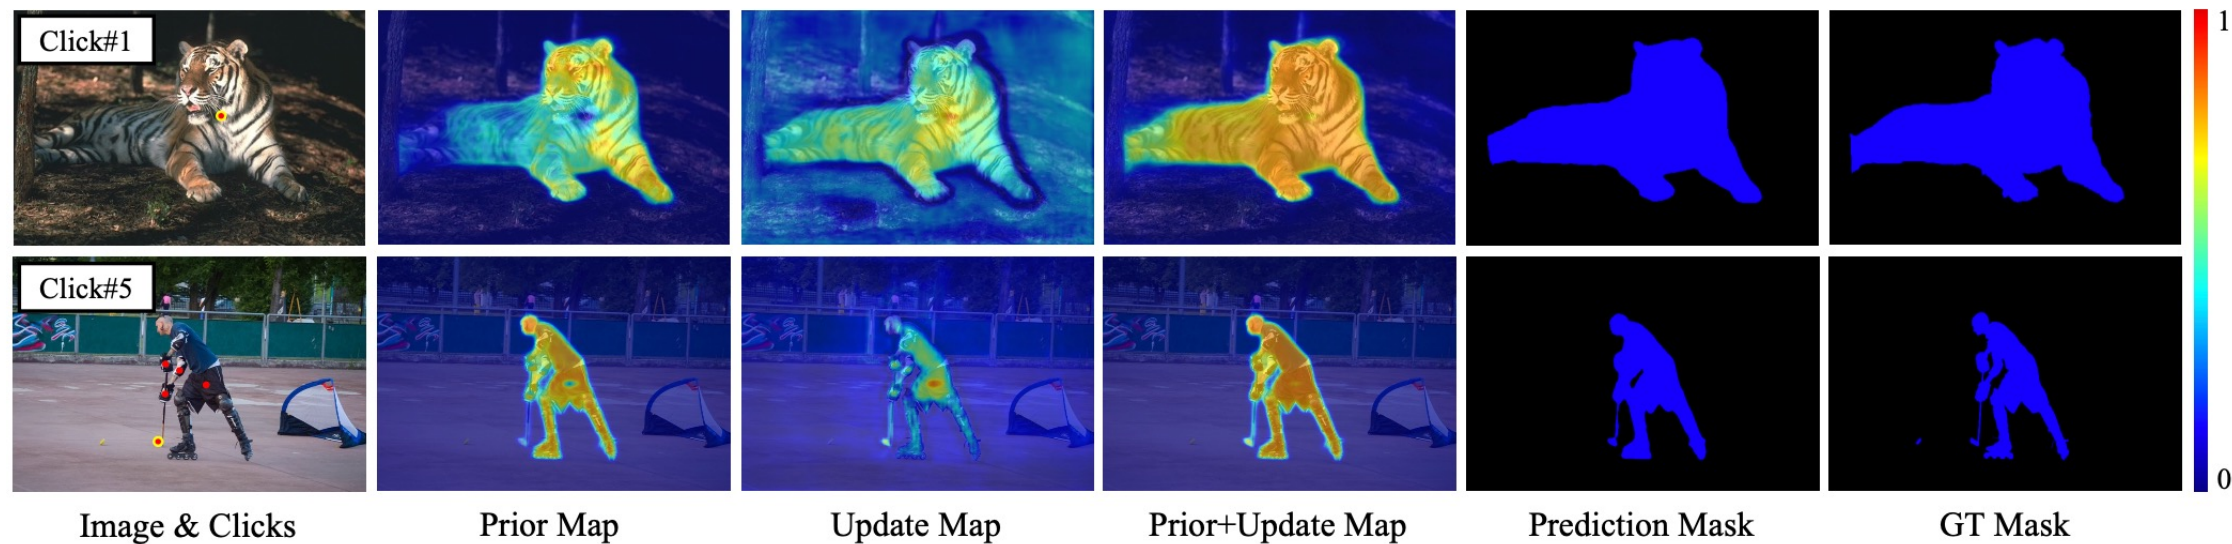 Click#1
1
Click#5
0
Image & Clicks
Prior Map
Update Map
Prior+Update Map
Prediction Mask
GT Mask